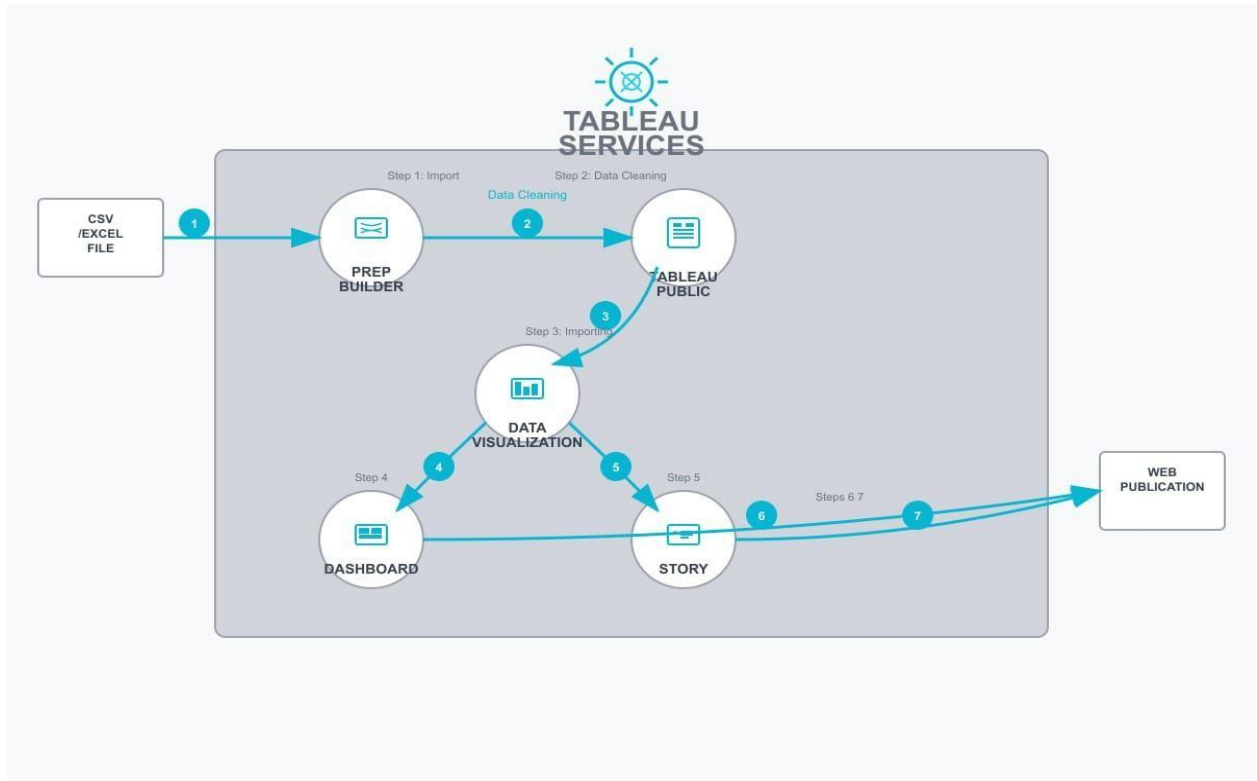 TABLEAU
SERVICES
Step 1: Import
Step 2: Data Cleaning
Data Cleaning
CSV
/EXCEL
FILE
1
2
PREP
BUILDER
TABLEAU
PUBLIC
3
Step 3: Importing
DATA
VISUALIZATION
4
5
Step 4
Step 5
Steps 6 7
WEB
PUBLICATION
6
7
DASHBOARD
STORY